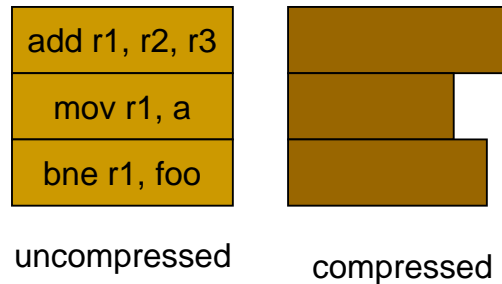 add r1, r2, r3
mov r1, a
bne r1, foo
uncompressed
compressed